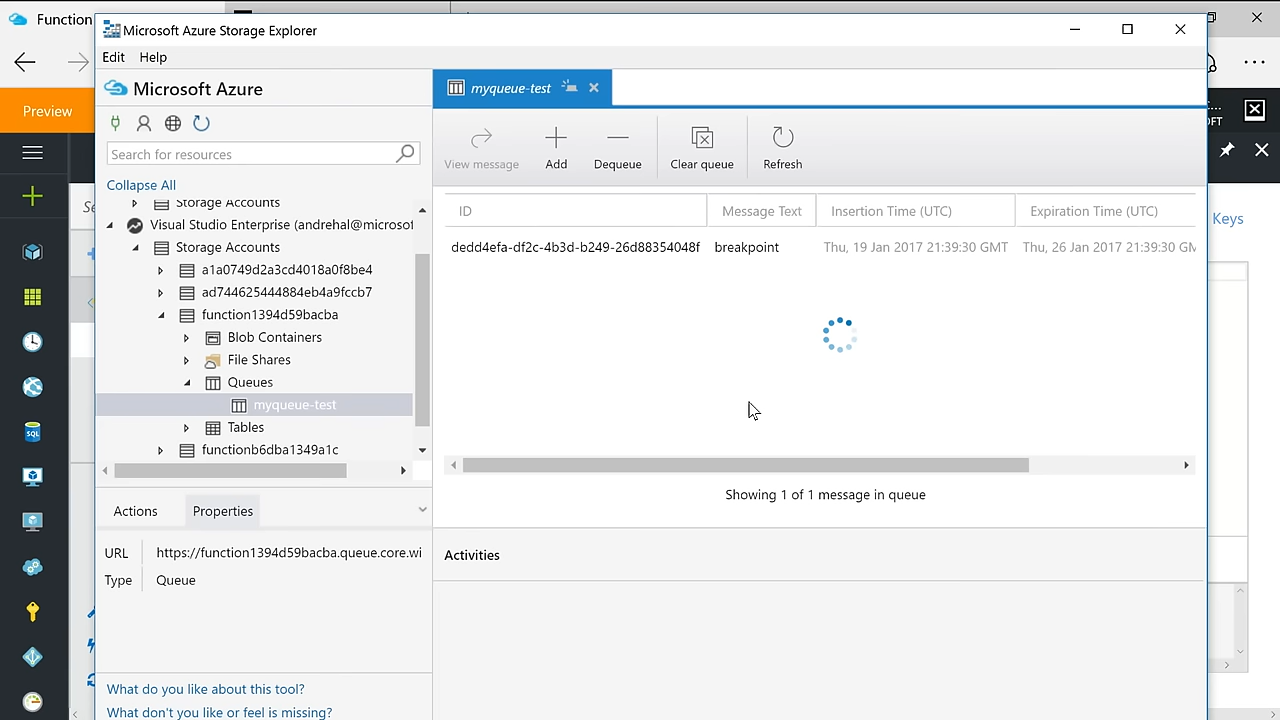 Function
Microsoft Azure Storage Explorer
Edit Help
Microsoft Azure
myqueue-test
Preview
Search for resources
View message
Add
Dequeue
Clear queue
Refresh
Collapse All
Storage Accounts
Visual Studio Enterprise (andrehal@microsof
Storage Accounts
a1a0749d2a3cd4018a0f8be4
ad744625444884eb4a9fccb7
function1394d59bacba
Blob Containers
File Shares
Queues
myqueue-test
Tables
functionb6dba1349a1c
ID
Message Text
Insertion Time (UTC)
Expiration Time (UTC)
dedd4efa-df2c-4b3d-b249-26d88354048f
breakpoint
Thu, 19 Jan 2017 21:39:30 GMT
Thu, 26 Jan 2017 21:39:30 GM
Showing 1 of 1 message in queue
Actions
Properties
URL
https://function1394d59bacba.queue.core.wi
Type
Queue
Activities
What do you like about this tool?
What don't you like or feel is missing?
Keys
SQL